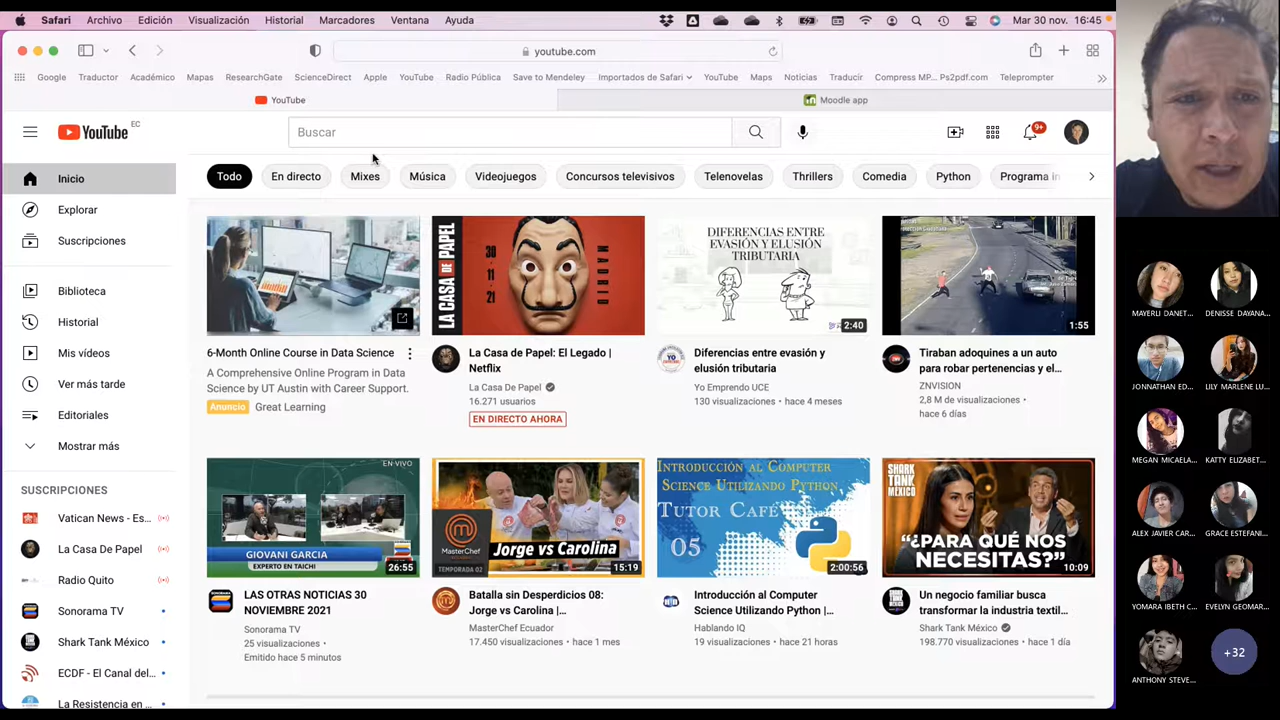 Safari Archivo Edición Visualización Historial Marcadores Ventana Ayuda Mar 30 nov. 16:45
youtube.com
Google Traductor Académico Mapas ResearchGate ScienceDirect Apple YouTube Radio Pública Save to Mendeley Importados de Safari YouTube Maps Noticias Traducir Compress MP... Ps2pdf.com Teleprompter
YouTube Moodle app
YouTube EC Buscar 9+
Todo En directo Mixes Música Videojuegos Concursos televisivos Telenovelas Thrillers Comedia Python Programa in
Inicio
Explorar
Suscripciones
Biblioteca
Historial
Mis vídeos
Ver más tarde
Editoriales
Mostrar más
SUSCRIPCIONES
Vatican News - Es...
La Casa De Papel
Radio Quito
Sonorama TV
Shark Tank México
ECDF - El Canal del...
La Resistencia en ...
6-Month Online Course in Data Science
A Comprehensive Online Program in Data
Science by UT Austin with Career Support.
Anuncio Great Learning
LA CASA DE PAPEL
30·11·21
MADRID
La Casa de Papel: El Legado |
Netflix
La Casa De Papel
16.271 usuarios
EN DIRECTO AHORA
DIFERENCIAS ENTRE
EVASIÓN Y ELUSIÓN
TRIBUTARIA
2:40
Diferencias entre evasión y
elusión tributaria
Yo Emprendo UCE
130 visualizaciones • hace 4 meses
1:55
Tiraban adoquines a un auto
para robar pertenencias y el...
ZNVISION
2,8 M de visualizaciones •
hace 6 días
EN VIVO
GIOVANI GARCIA
EXPERTO EN TAICHI
26:55
LAS OTRAS NOTICIAS 30
NOVIEMBRE 2021
Sonorama TV
25 visualizaciones •
Emitido hace 5 minutos
MASTERCHEF
TEMPORADA 02
Jorge vs Carolina
15:19
Batalla sin Desperdicios 08:
Jorge vs Carolina |...
MasterChef Ecuador
17.450 visualizaciones • hace 1 mes
INTRODUCCIÓN AL COMPUTER
SCIENCE UTILIZANDO PYTHON
TUTOR CAFÉ
05
2:00:56
Introducción al Computer
Science Utilizando Python |...
Hablando IQ
19 visualizaciones • hace 21 horas
SHARK TANK MÉXICO
“¿PARA QUÉ NOS
NECESITAS?”
10:09
Un negocio familiar busca
transformar la industria textil...
Shark Tank México
198.770 visualizaciones • hace 1 día
MAYERLI DANET... DENISSE DAYANA...
JONNATHAN ED... LILY MARLENE LU...
MEGAN MICAELA... KATTY ELIZABET...
ALEX JAVIER CAR... GRACE ESTEFANI...
YOMARA IBETH C... EVELYN GEOMAR...
ANTHONY STEVE... +32